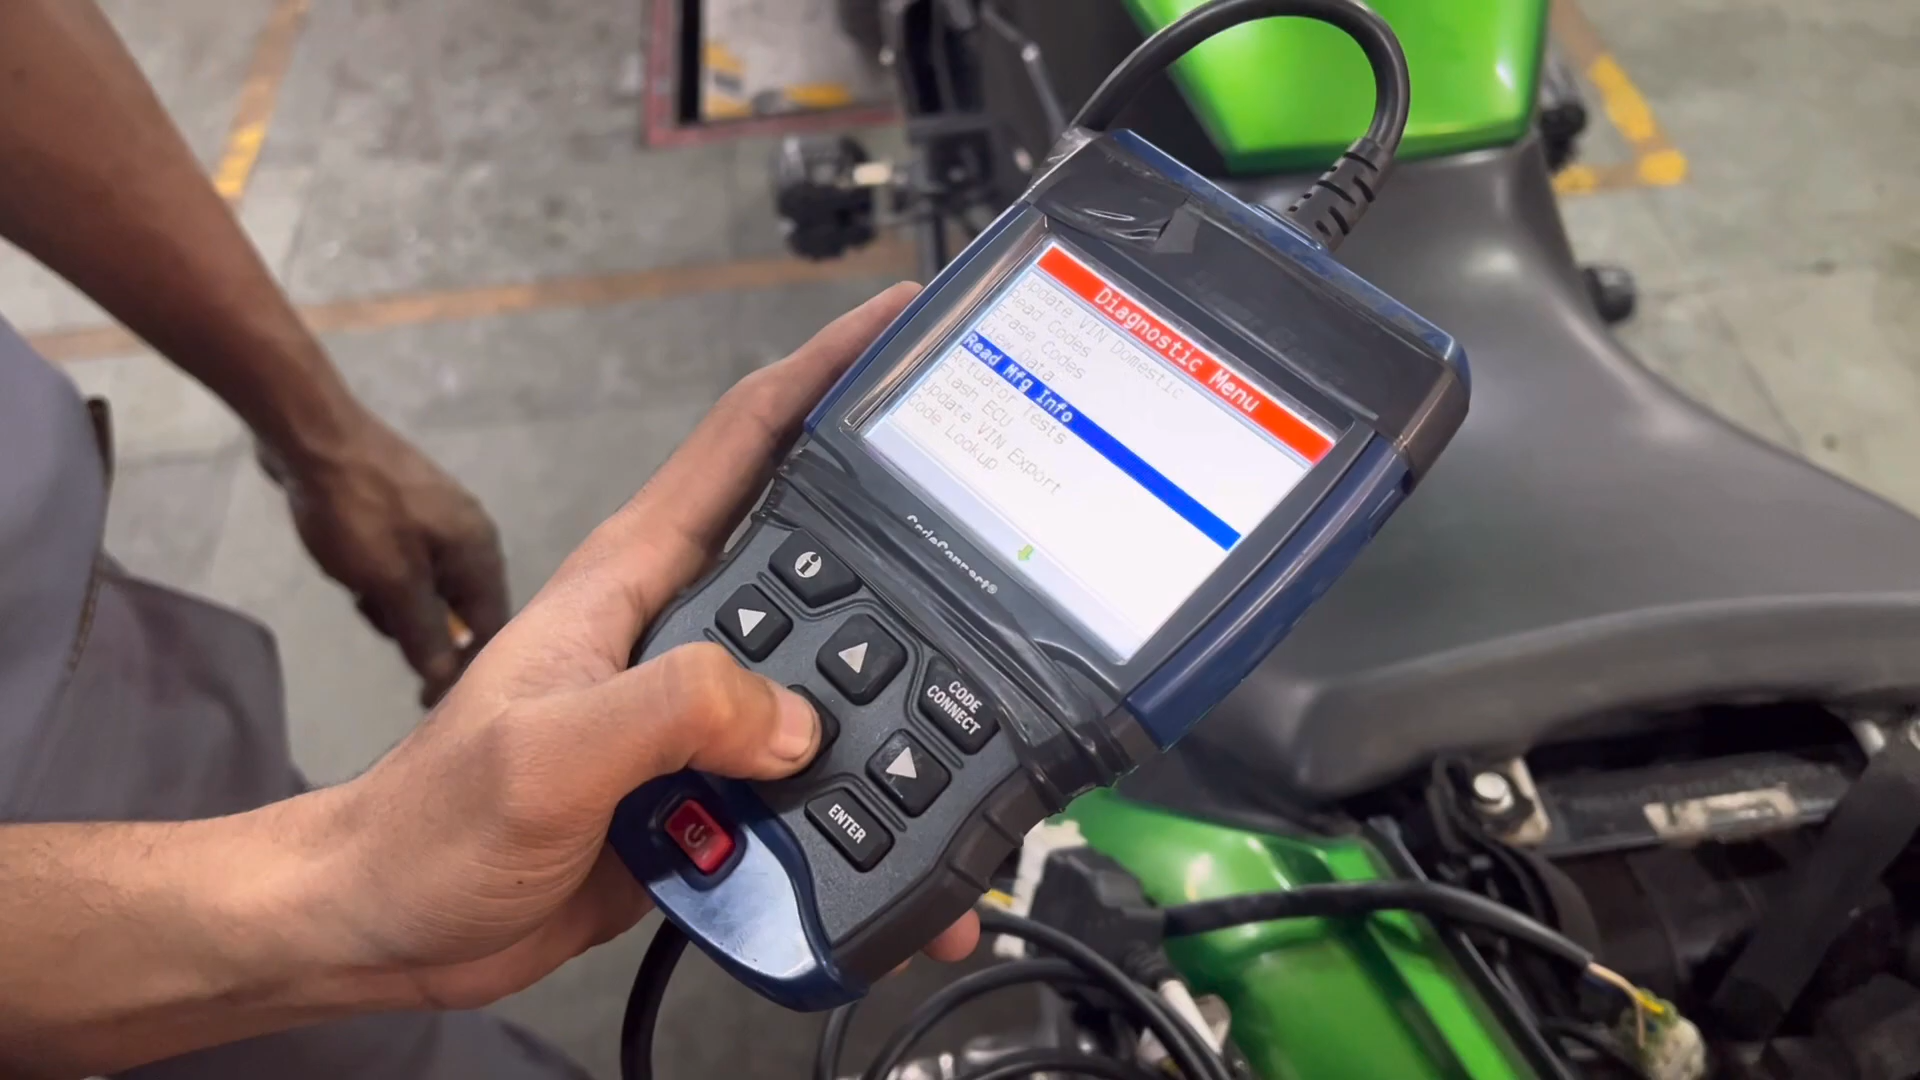 Diagnostic Menu
Update VIN Domestic
Read Codes
Erase Codes
View Data
Read Mfg Info
Actuator Tests
Flash ECU
Update VIN Export
Code Lookup
CodeConnect®
CODE
CONNECT
ENTER